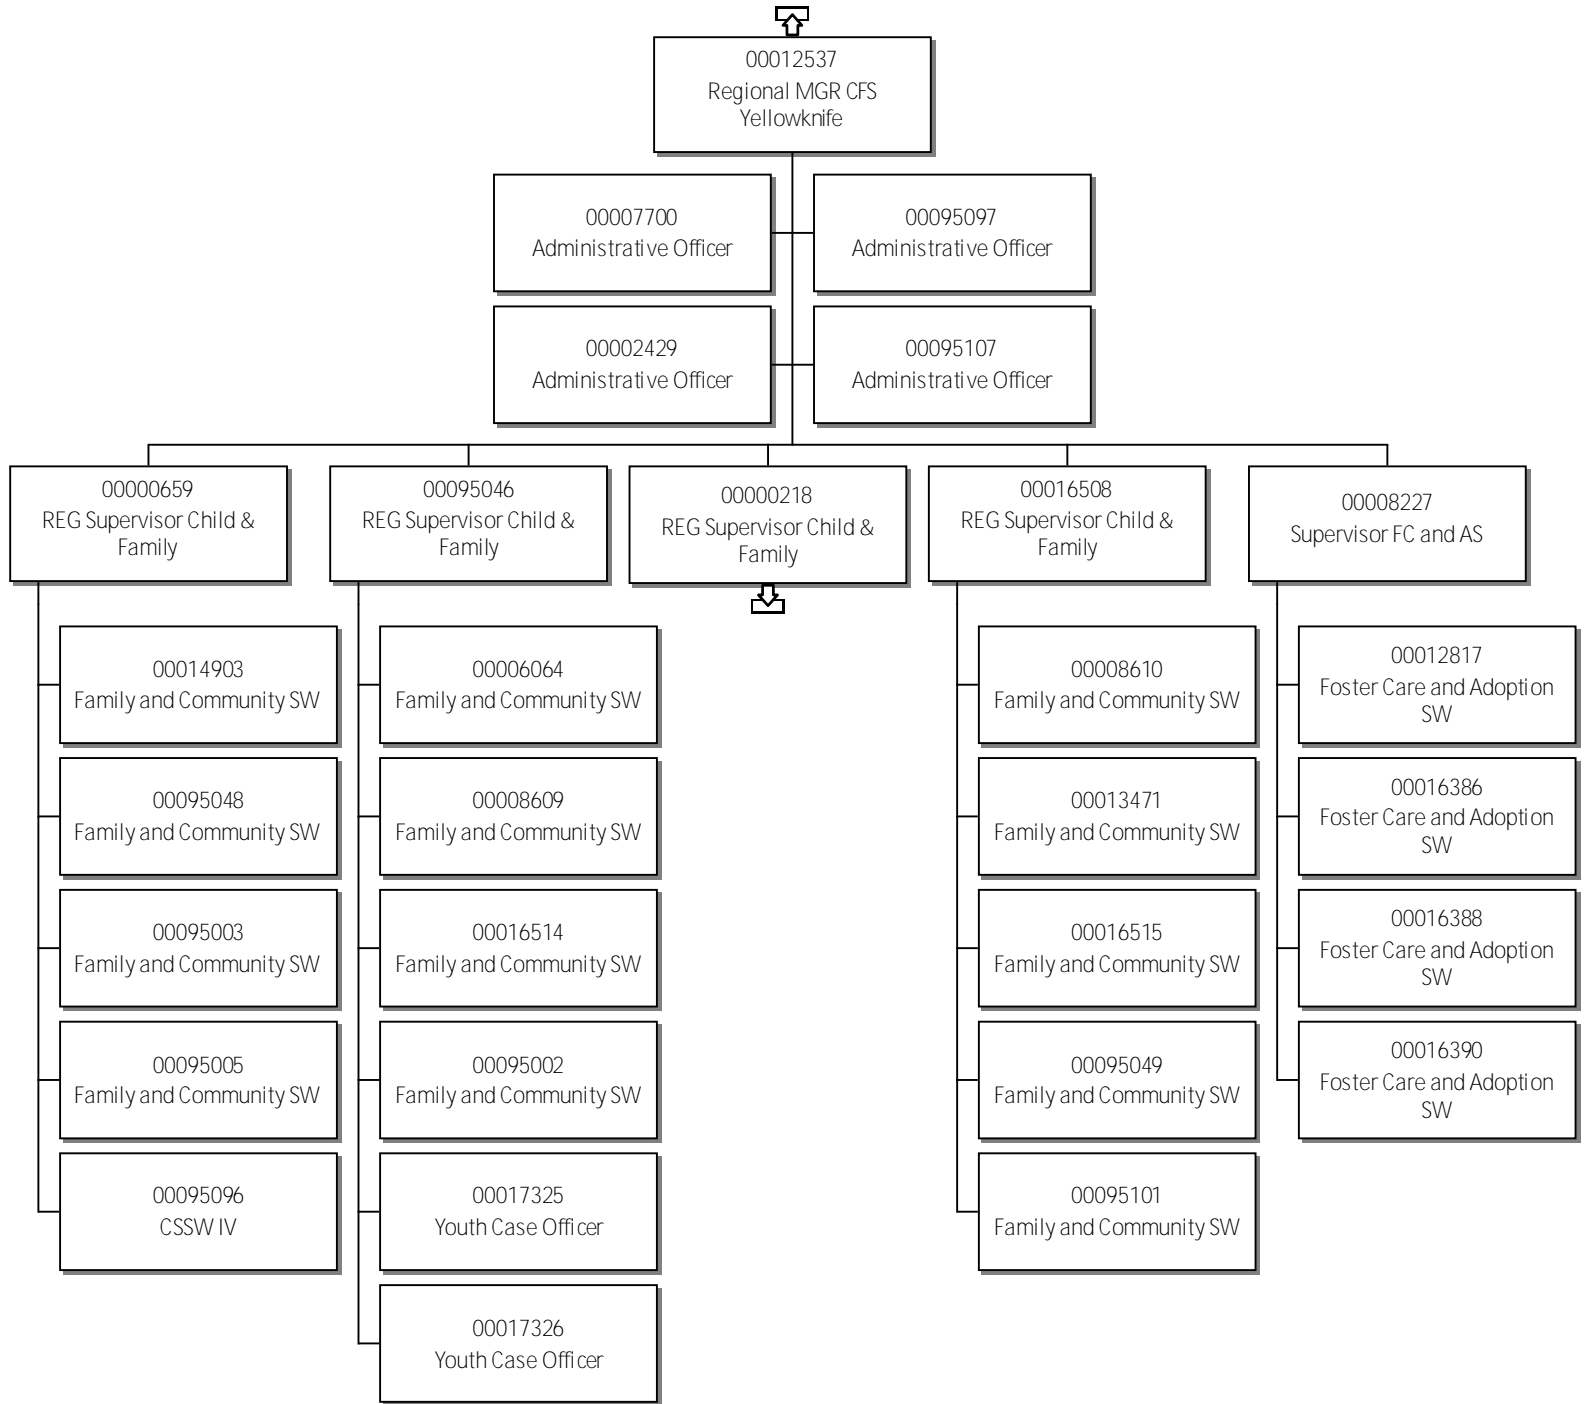 00012537
Regional MGR CFS
Yellowknife
00007700
Administrative Officer
00095097
Administrative Officer
00002429
Administrative Officer
00095107
Administrative Officer
00000659
REG Supervisor Child &
Family
00095046
REG Supervisor Child &
Family
00000218
REG Supervisor Child &
Family
00016508
REG Supervisor Child &
Family
00008227
Supervisor FC and AS
00014903
Family and Community SW
00095048
Family and Community SW
00095003
Family and Community SW
00095005
Family and Community SW
00095096
CSSW IV
00006064
Family and Community SW
00008609
Family and Community SW
00016514
Family and Community SW
00095002
Family and Community SW
00017325
Youth Case Officer
00017326
Youth Case Officer
00008610
Family and Community SW
00013471
Family and Community SW
00016515
Family and Community SW
00095049
Family and Community SW
00095101
Family and Community SW
00012817
Foster Care and Adoption
SW
00016386
Foster Care and Adoption
SW
00016388
Foster Care and Adoption
SW
00016390
Foster Care and Adoption
SW